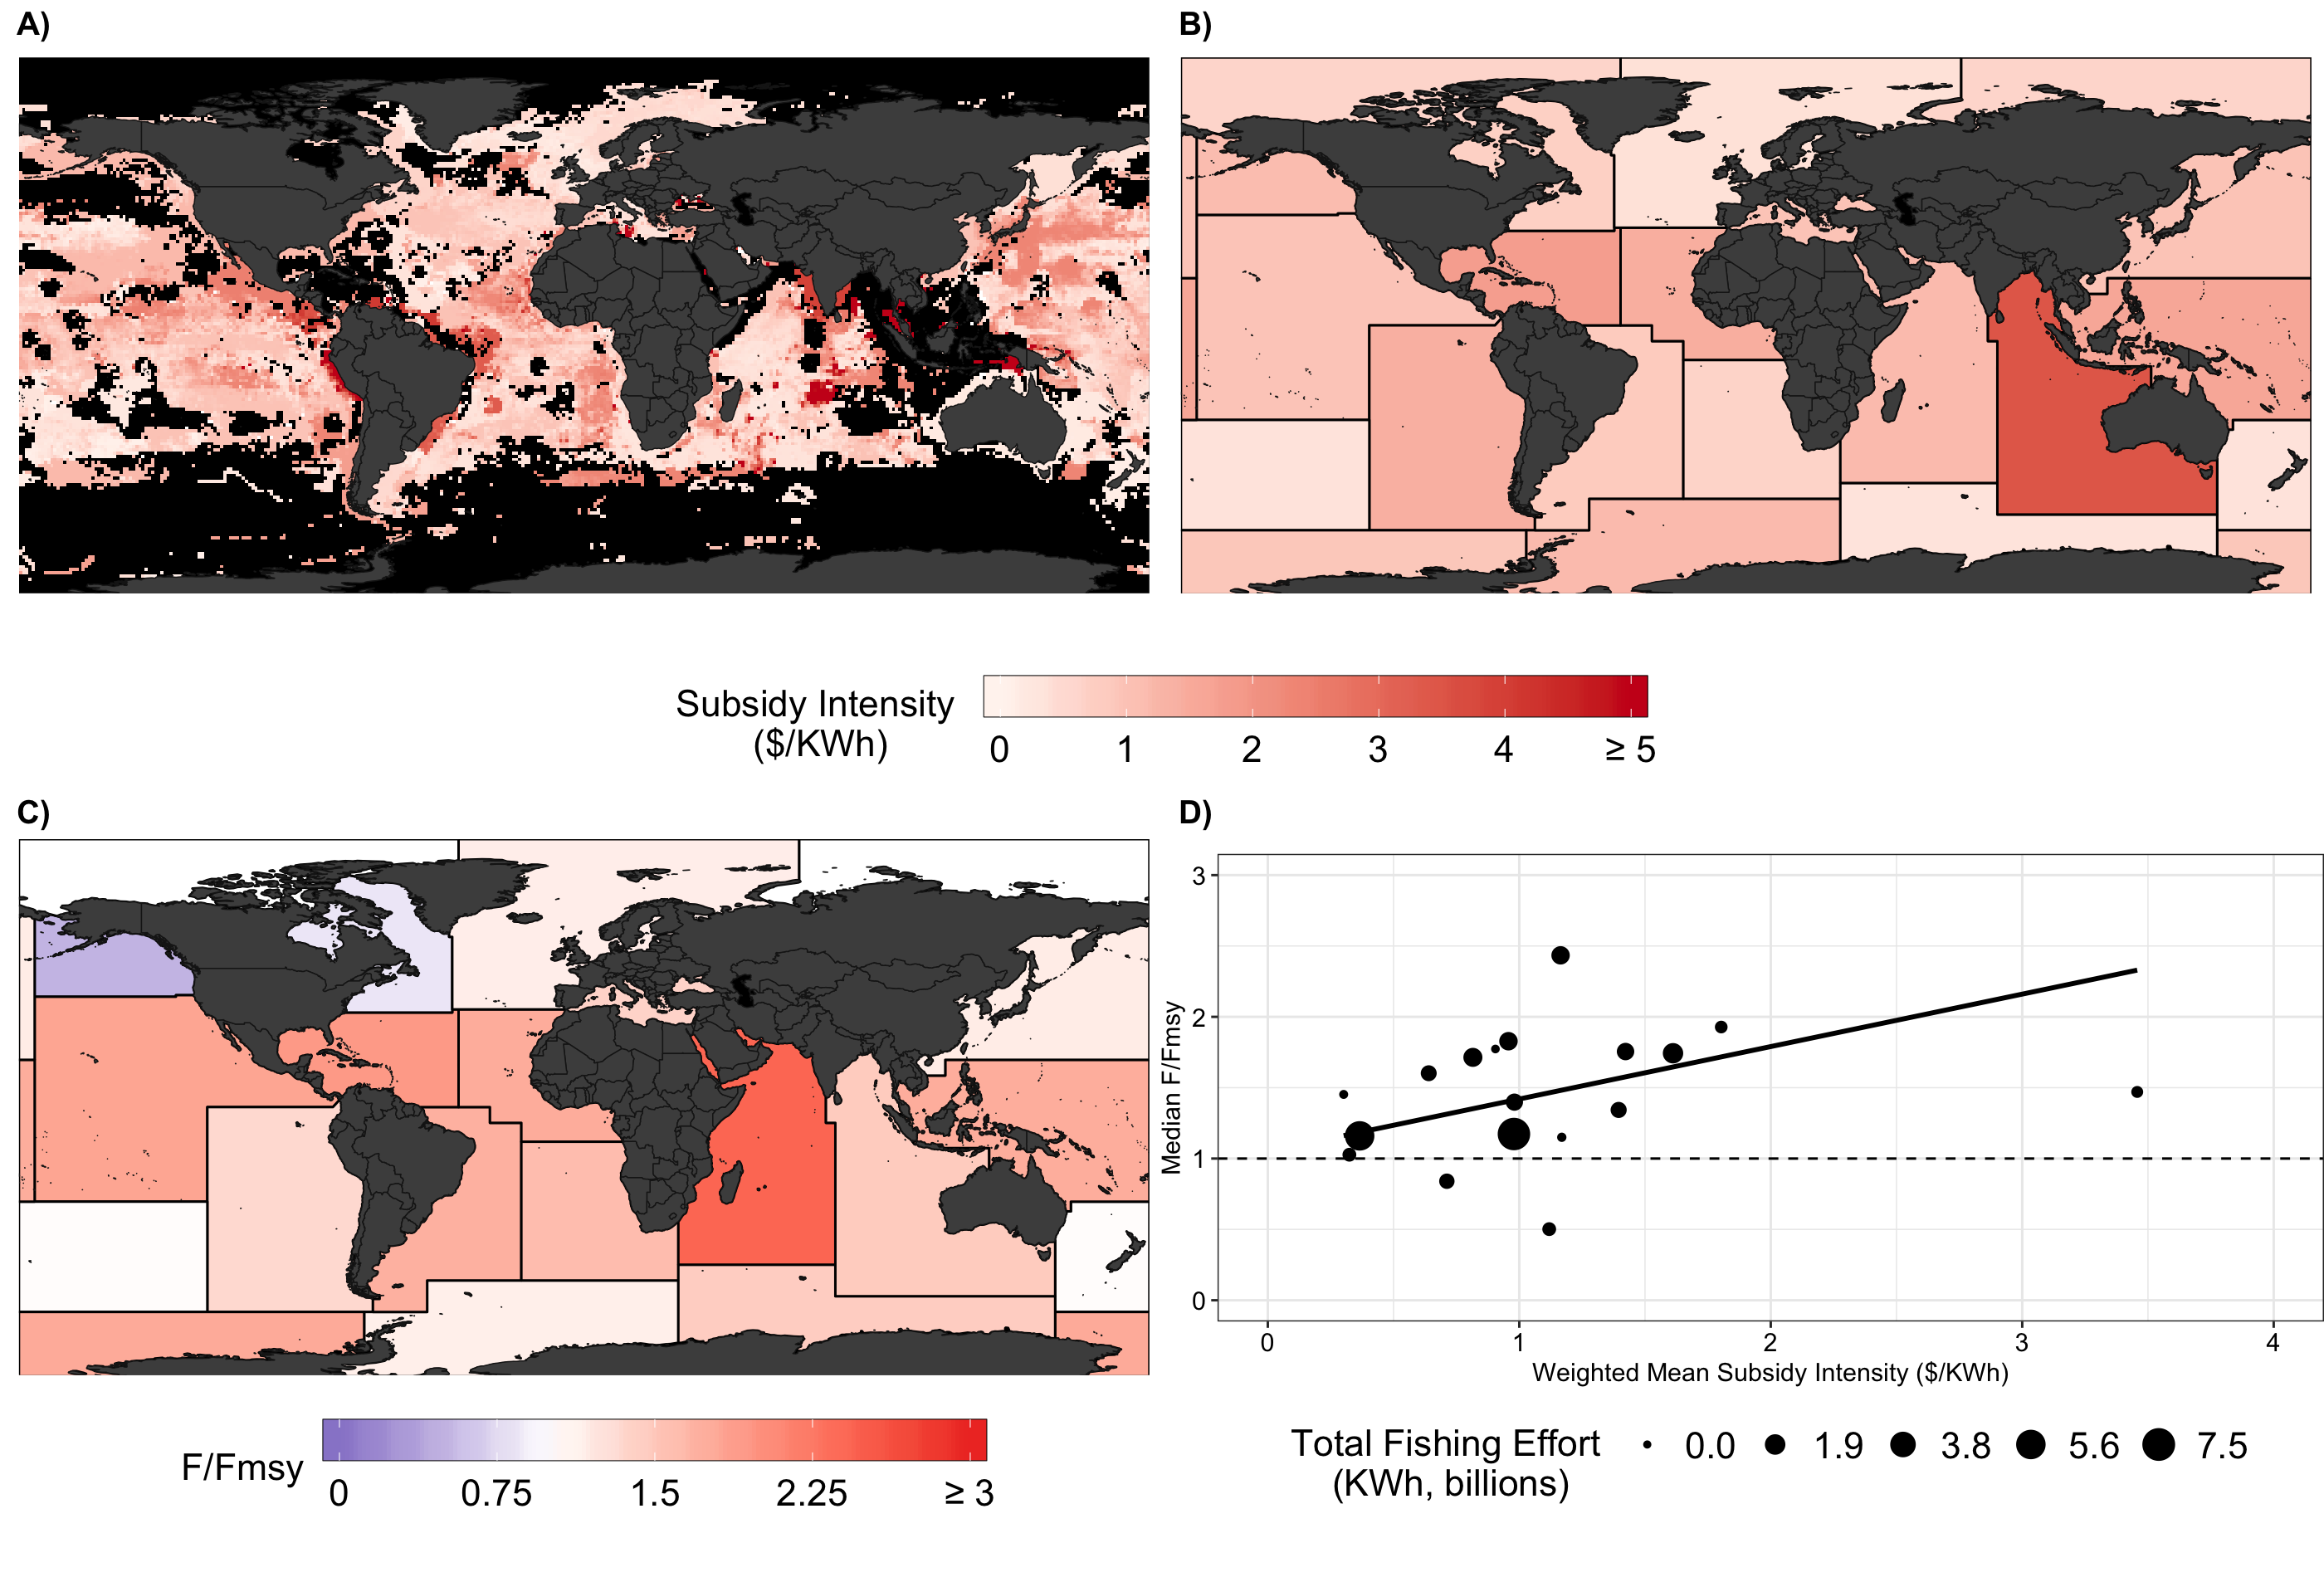 A)
B)
Subsidy Intensity
($/KWh)
0 1 2 3 4 ≥ 5
C)
D)
3
2
1
0
Median F/Fmsy
0 1 2 3 4
Weighted Mean Subsidy Intensity ($/KWh)
F/Fmsy
0 0.75 1.5 2.25 ≥ 3
Total Fishing Effort
(KWh, billions)
0.0 1.9 3.8 5.6 7.5